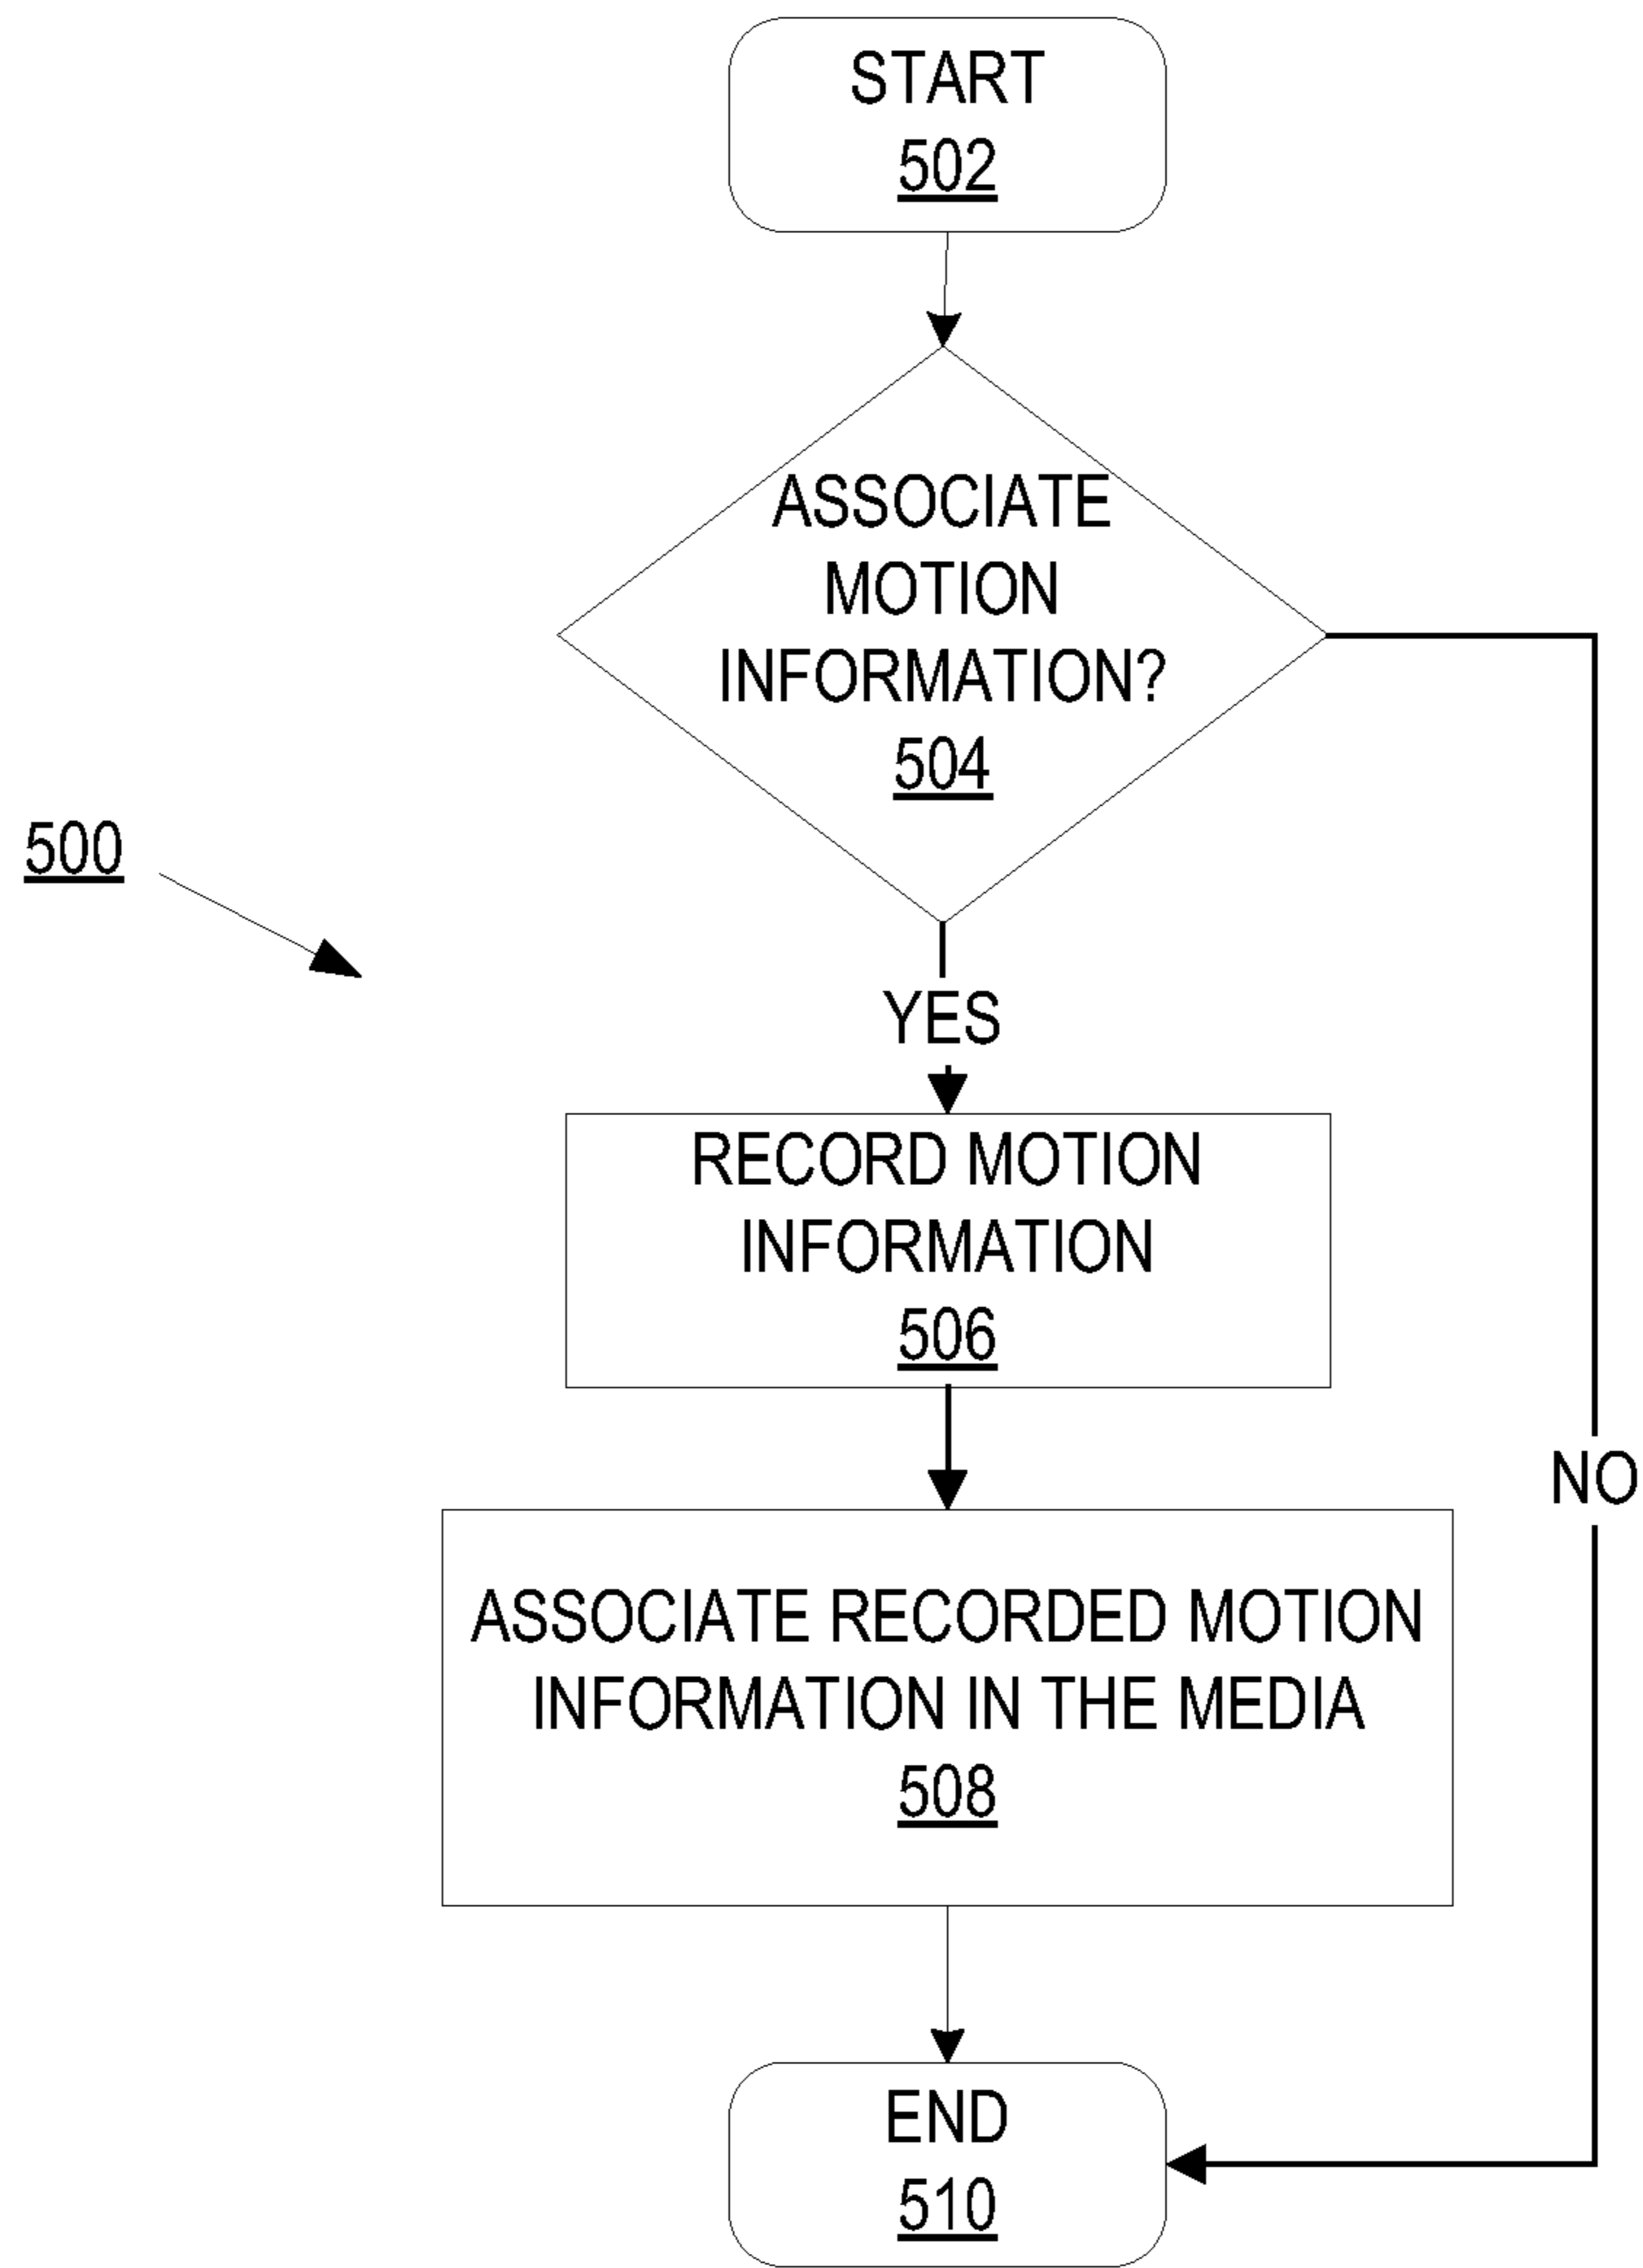 START
502
ASSOCIATE
MOTION
INFORMATION?
504
500
YES
RECORD MOTION
INFORMATION
506
NO
ASSOCIATE RECORDED MOTION
INFORMATION IN THE MEDIA
508
END
510